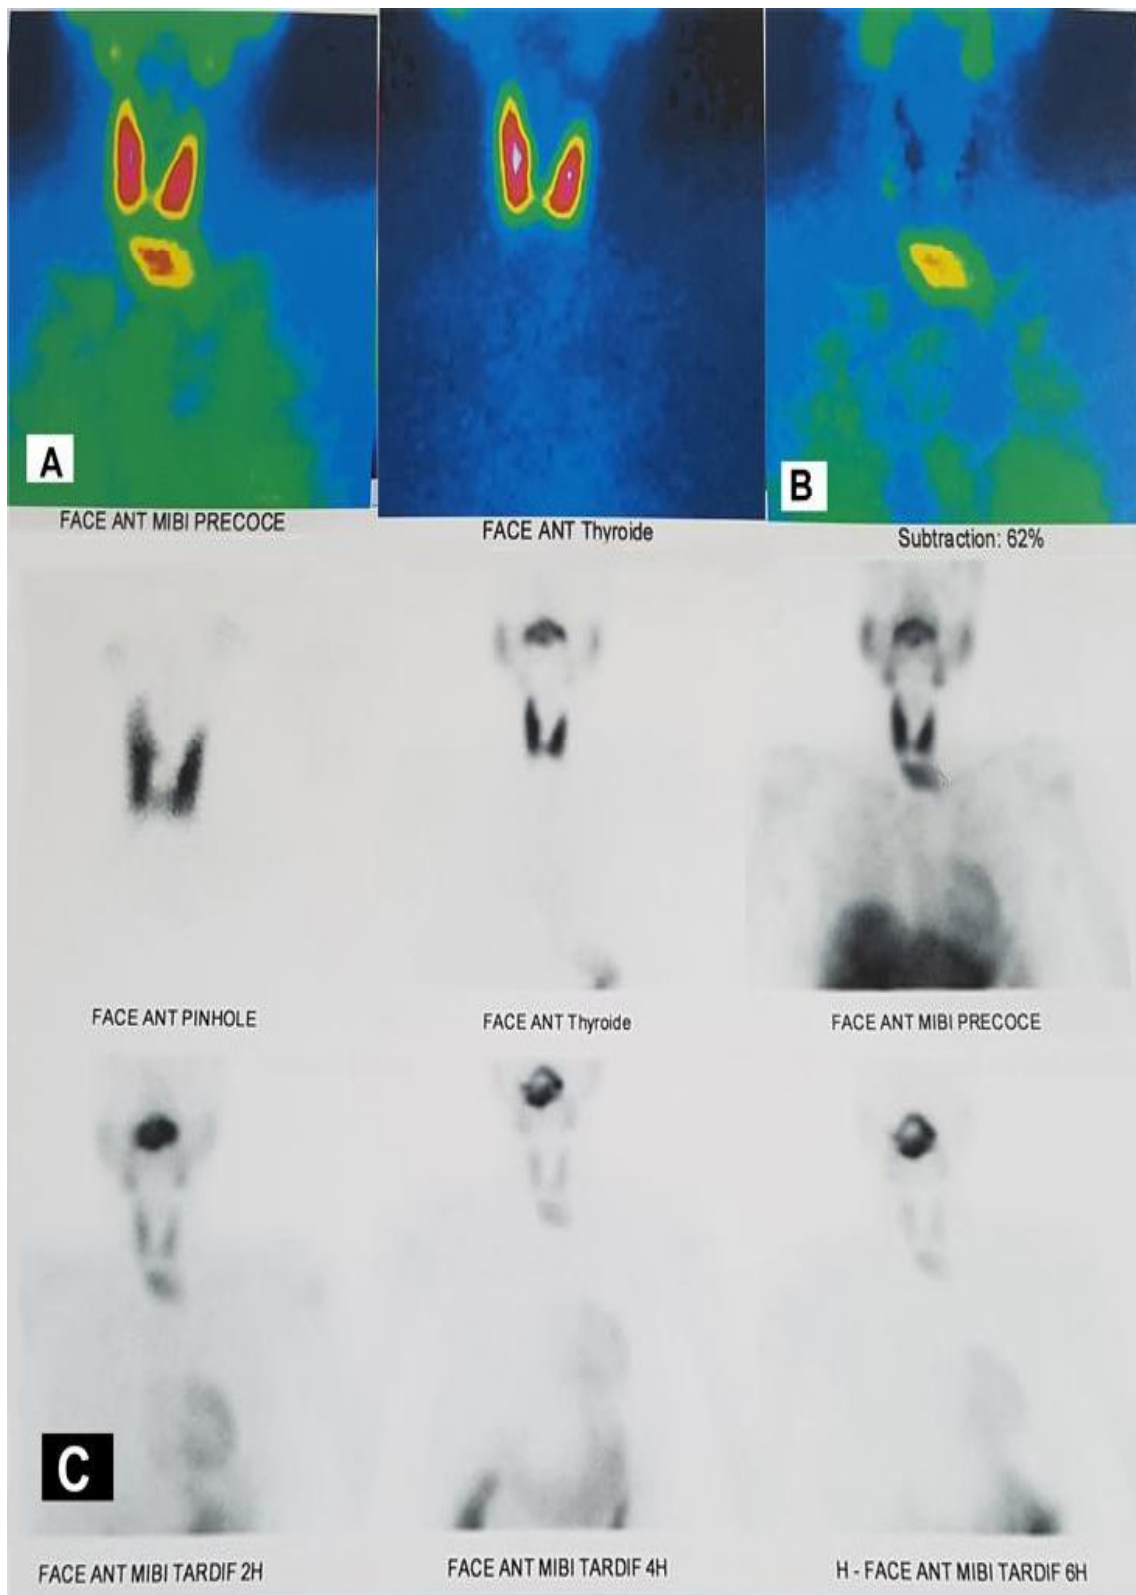 A
B
FACE ANT MIBI PRECOCE
FACE ANT Thyroide
Subtraction: 62%
FACE ANT PINHOLE
FACE ANT Thyroide
FACE ANT MIBI PRECOCE
C
FACE ANT MIBI TARDIF 2H
FACE ANT MIBI TARDIF 4H
H - FACE ANT MIBI TARDIF 6H